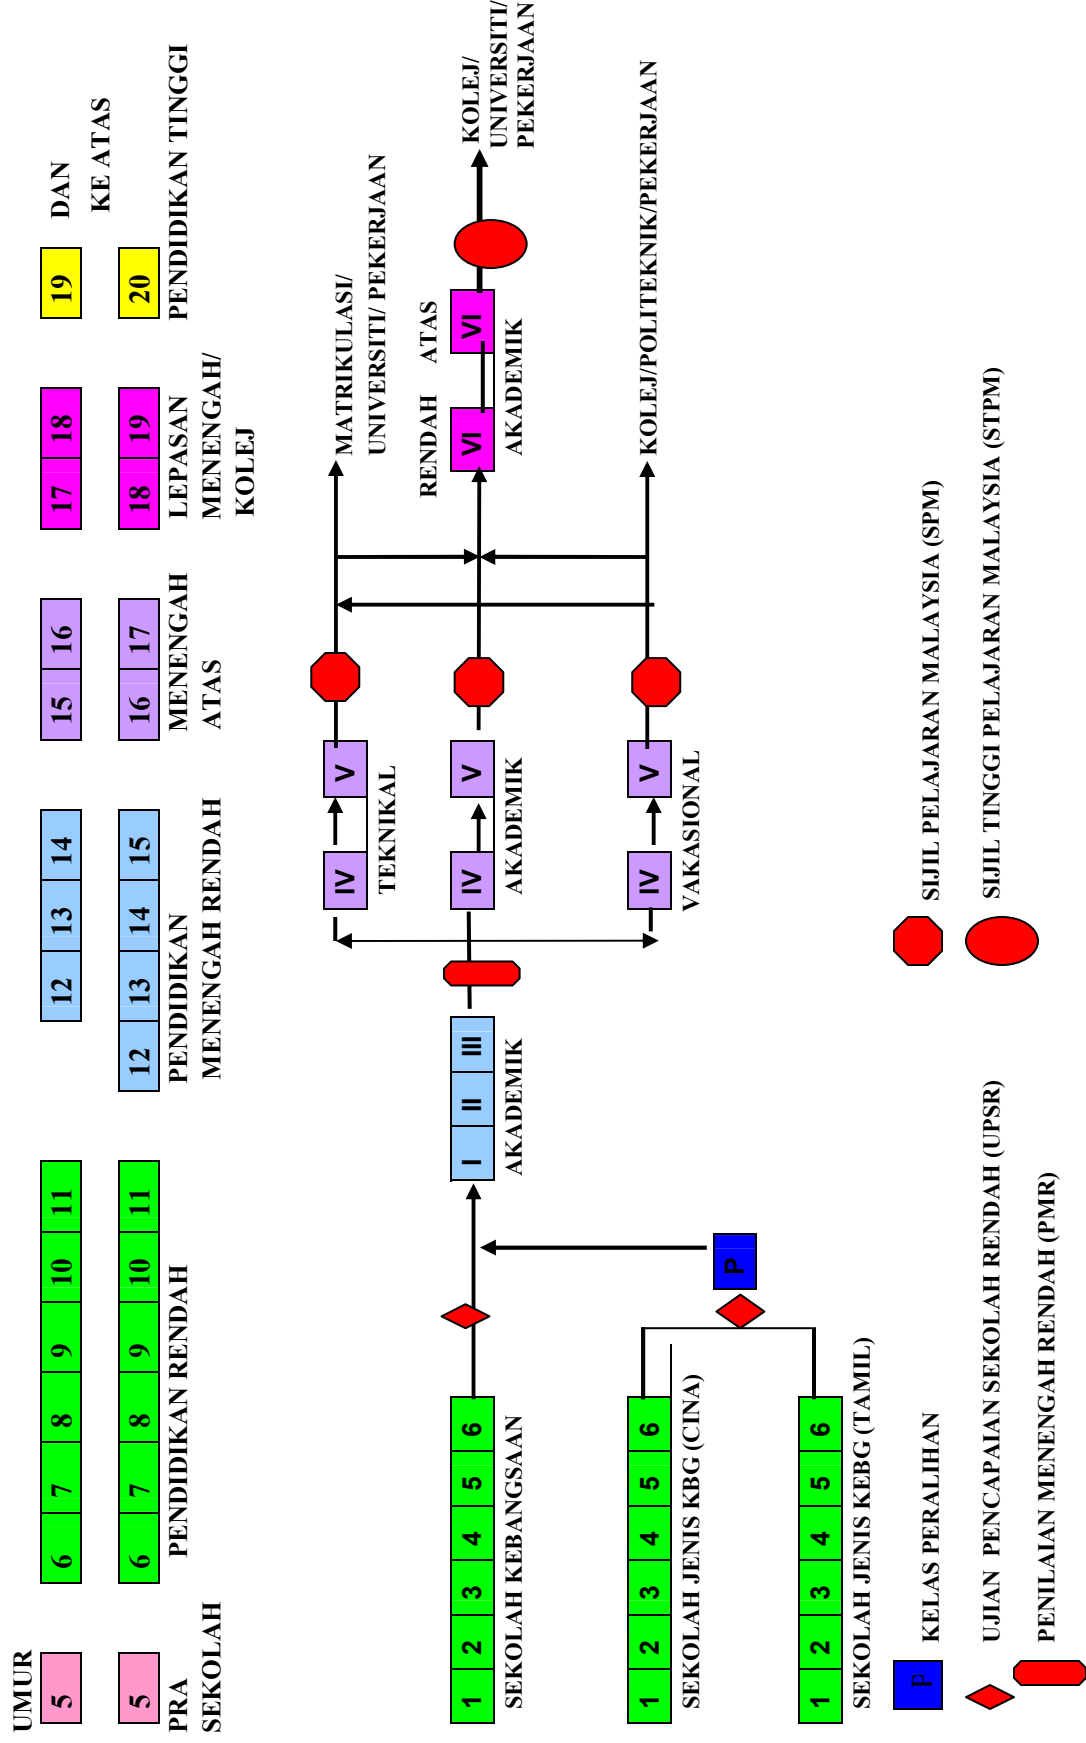 UMUR
5 6 7 8 9 10 11 12 13 14 15 16 17 18 19 DAN
KE ATAS
5 6 7 8 9 10 11 12 13 14 15 16 17 18 19 20
PRA
SEKOLAH
PENDIDIKAN RENDAH
PENDIDIKAN
MENENGAH RENDAH
MENENGAH
ATAS
LEPASAN
MENENGAH/
KOLEJ
PENDIDIKAN TINGGI
IV V
TEKNIKAL
MATRIKULASI/
UNIVERSITI/ PEKERJAAN
1 2 3 4 5 6
SEKOLAH KEBANGSAAN
I II III
AKADEMIK
IV V
AKADEMIK
RENDAH ATAS
VI VI
AKADEMIK
KOLEJ/
UNIVERSITI/
PEKERJAAN
1 2 3 4 5 6
SEKOLAH JENIS KBG (CINA)
IV V
VAKASIONAL
KOLEJ/POLITEKNIK/PEKERJAAN
P
1 2 3 4 5 6
SEKOLAH JENIS KEBG (TAMIL)
P KELAS PERALIHAN
UJIAN PENCAPAIAN SEKOLAH RENDAH (UPSR)
PENILAIAN MENENGAH RENDAH (PMR)
SIJIL PELAJARAN MALAYSIA (SPM)
SIJIL TINGGI PELAJARAN MALAYSIA (STPM)